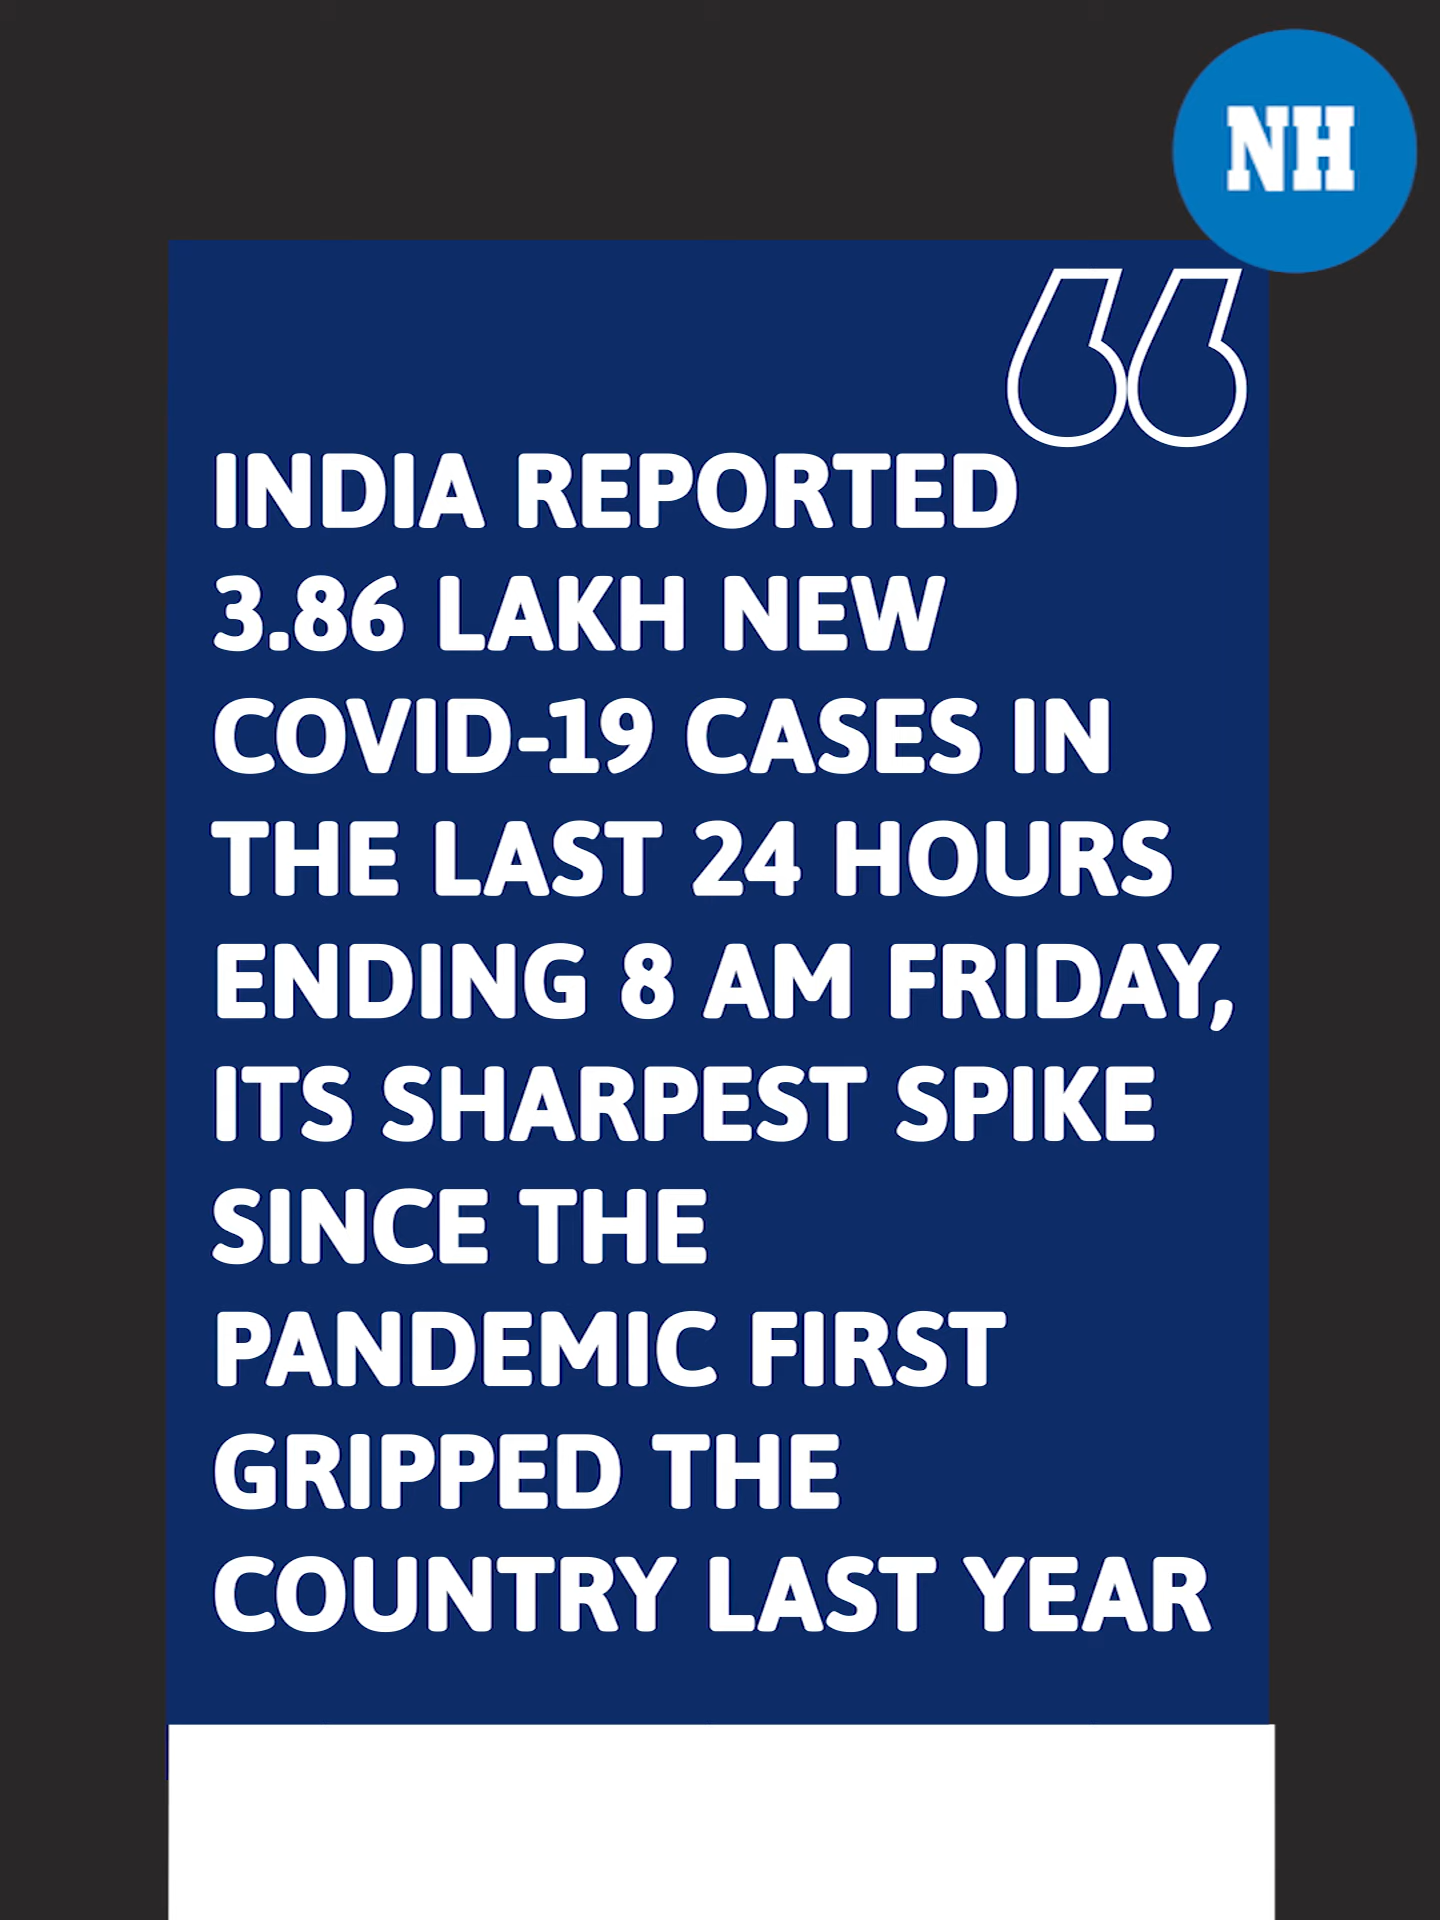 NH
INDIA REPORTED
3.86 LAKH NEW
COVID-19 CASES IN
THE LAST 24 HOURS
ENDING 8 AM FRIDAY,
ITS SHARPEST SPIKE
SINCE THE
PANDEMIC FIRST
GRIPPED THE
COUNTRY LAST YEAR